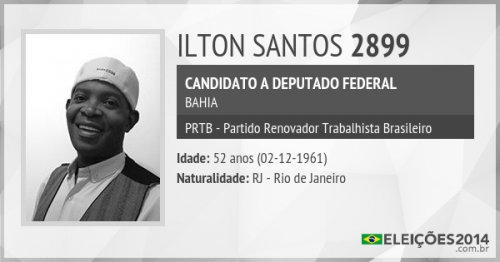 ILTON SANTOS 2899
CANDIDATO A DEPUTADO FEDERAL
BAHIA
PRTB - Partido Renovador Trabalhista Brasileiro
Idade: 52 anos (02-12-1961)
Naturalidade: RJ - Rio de Janeiro
ELEIÇÕES2014
.com.br